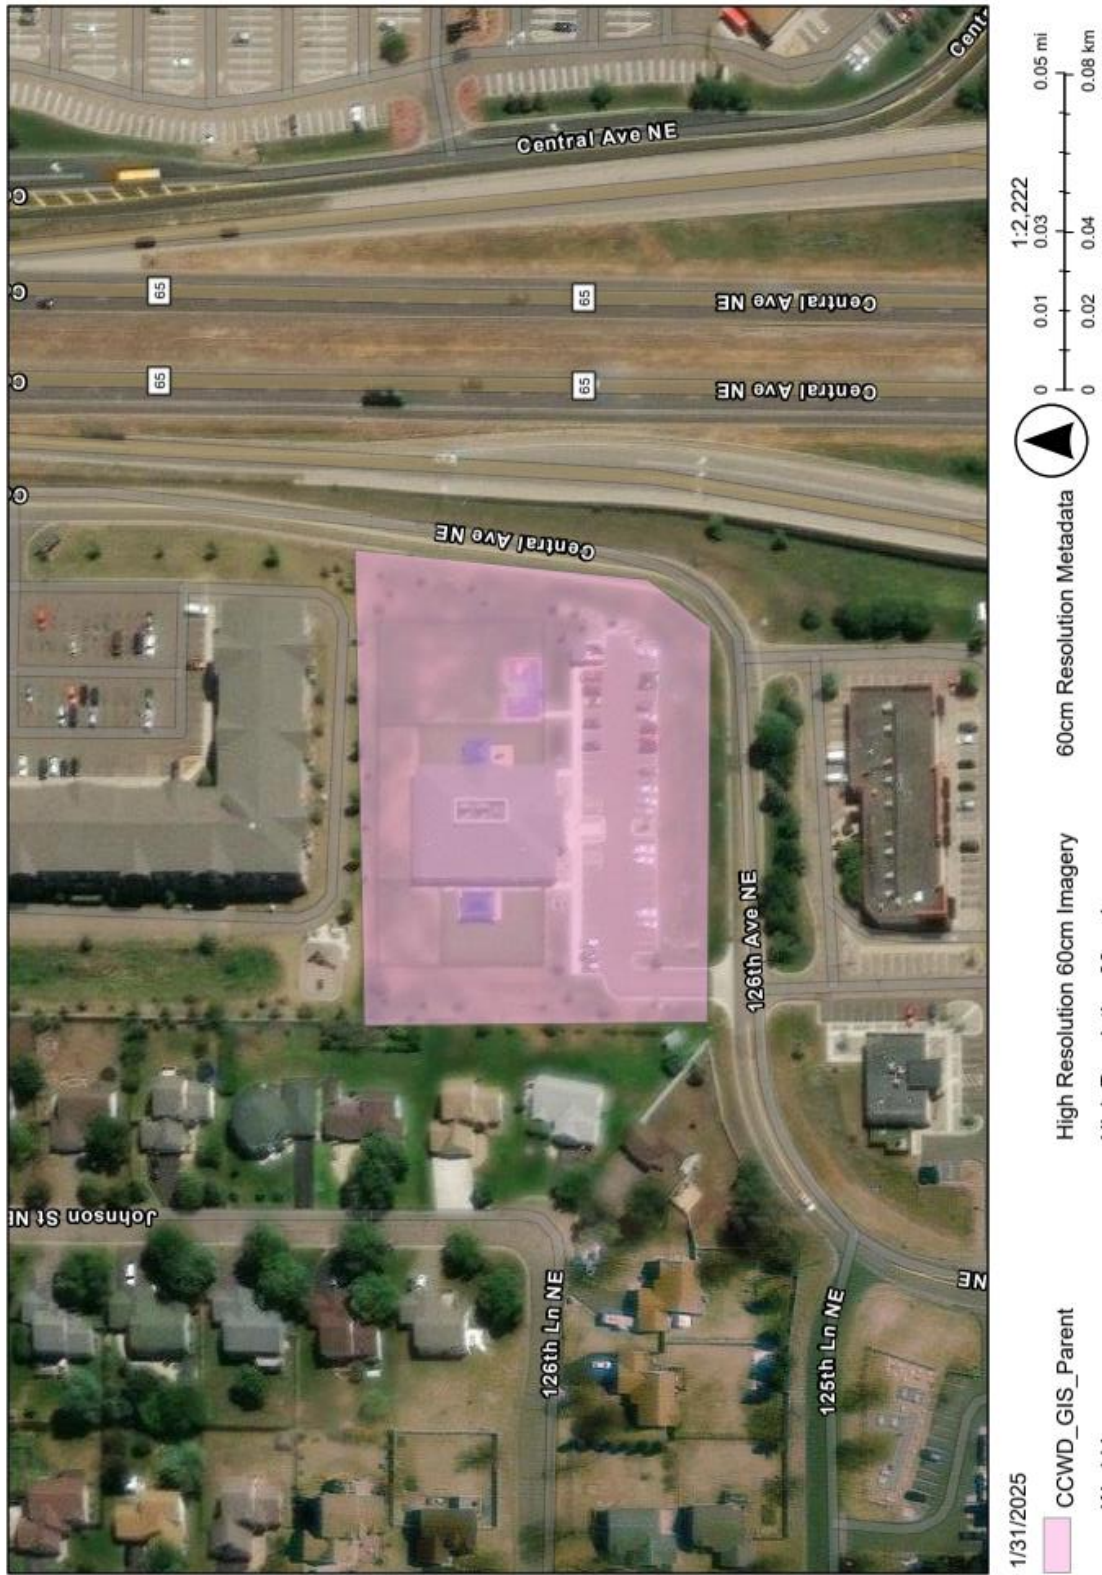 Central Ave NE
Cent
65
65
Central Ave NE
65
65
Central Ave NE
Central Ave NE
126th Ave NE
Johnson St NE
126th Ln NE
125th Ln NE
NE
1/31/2025
CCWD_GIS_Parent
High Resolution 60cm Imagery
60cm Resolution Metadata
1:2,222
0 0.01 0.03 0.05 mi
0 0.02 0.04 0.08 km